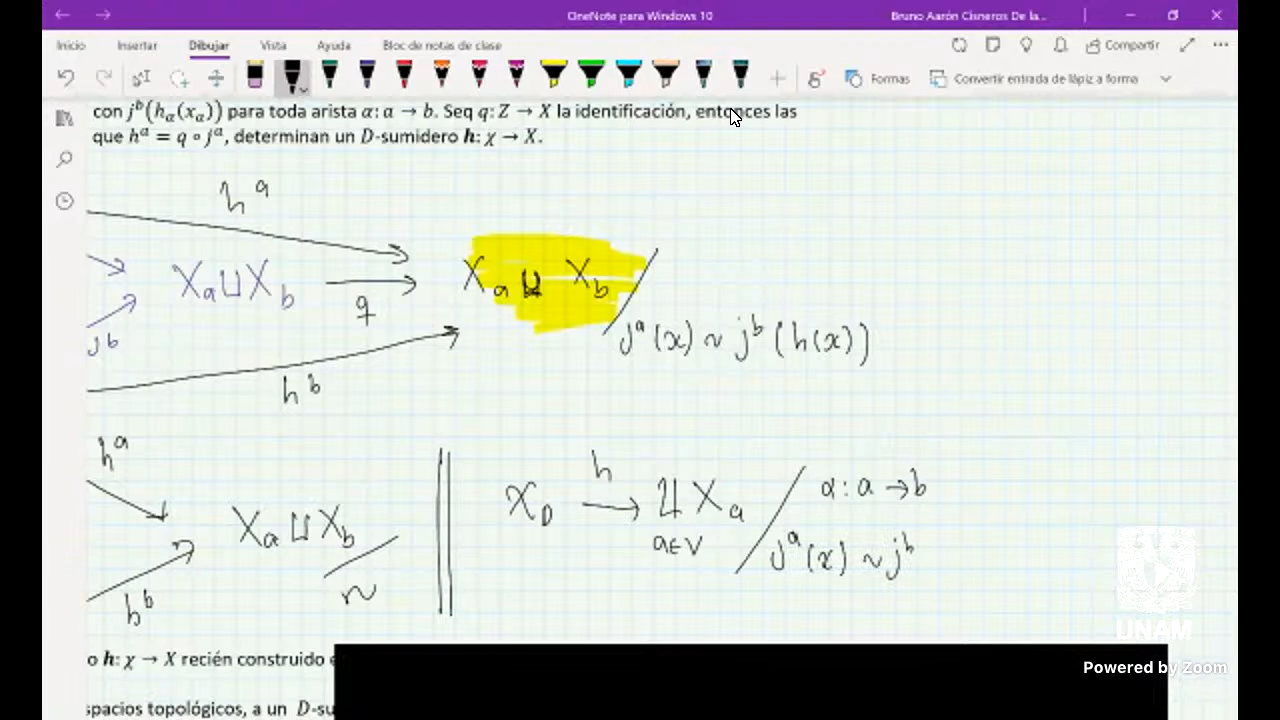 OneNote para Windows 10
Bruno Aarón Cisneros De la...
Inicio Insertar Dibujar Vista Ayuda Bloc de notas de clase
Compartir
Formas
Convertir entrada de lápiz a forma
con j^b(h_α(x_a)) para toda arista α: a → b. Seq q: Z → X la identificación, entonces las
que h^a = q ∘ j^a, determinan un D-sumidero h: χ → X.
h^a
X_a ⊔ X_b
q
j^b
h^b
X_a ⊔ X_b /
j^a(x) ~ j^b(h(x))
h^a
X_a ⊔ X_b
~
h^b
χ_D
h
→ ⊔ X_a /
a∈V
α: a → b
j^a(x) ~ j^b
o h: χ → X recién construido e
spacios topológicos, a un D-su
UNAM
Powered by Zoom